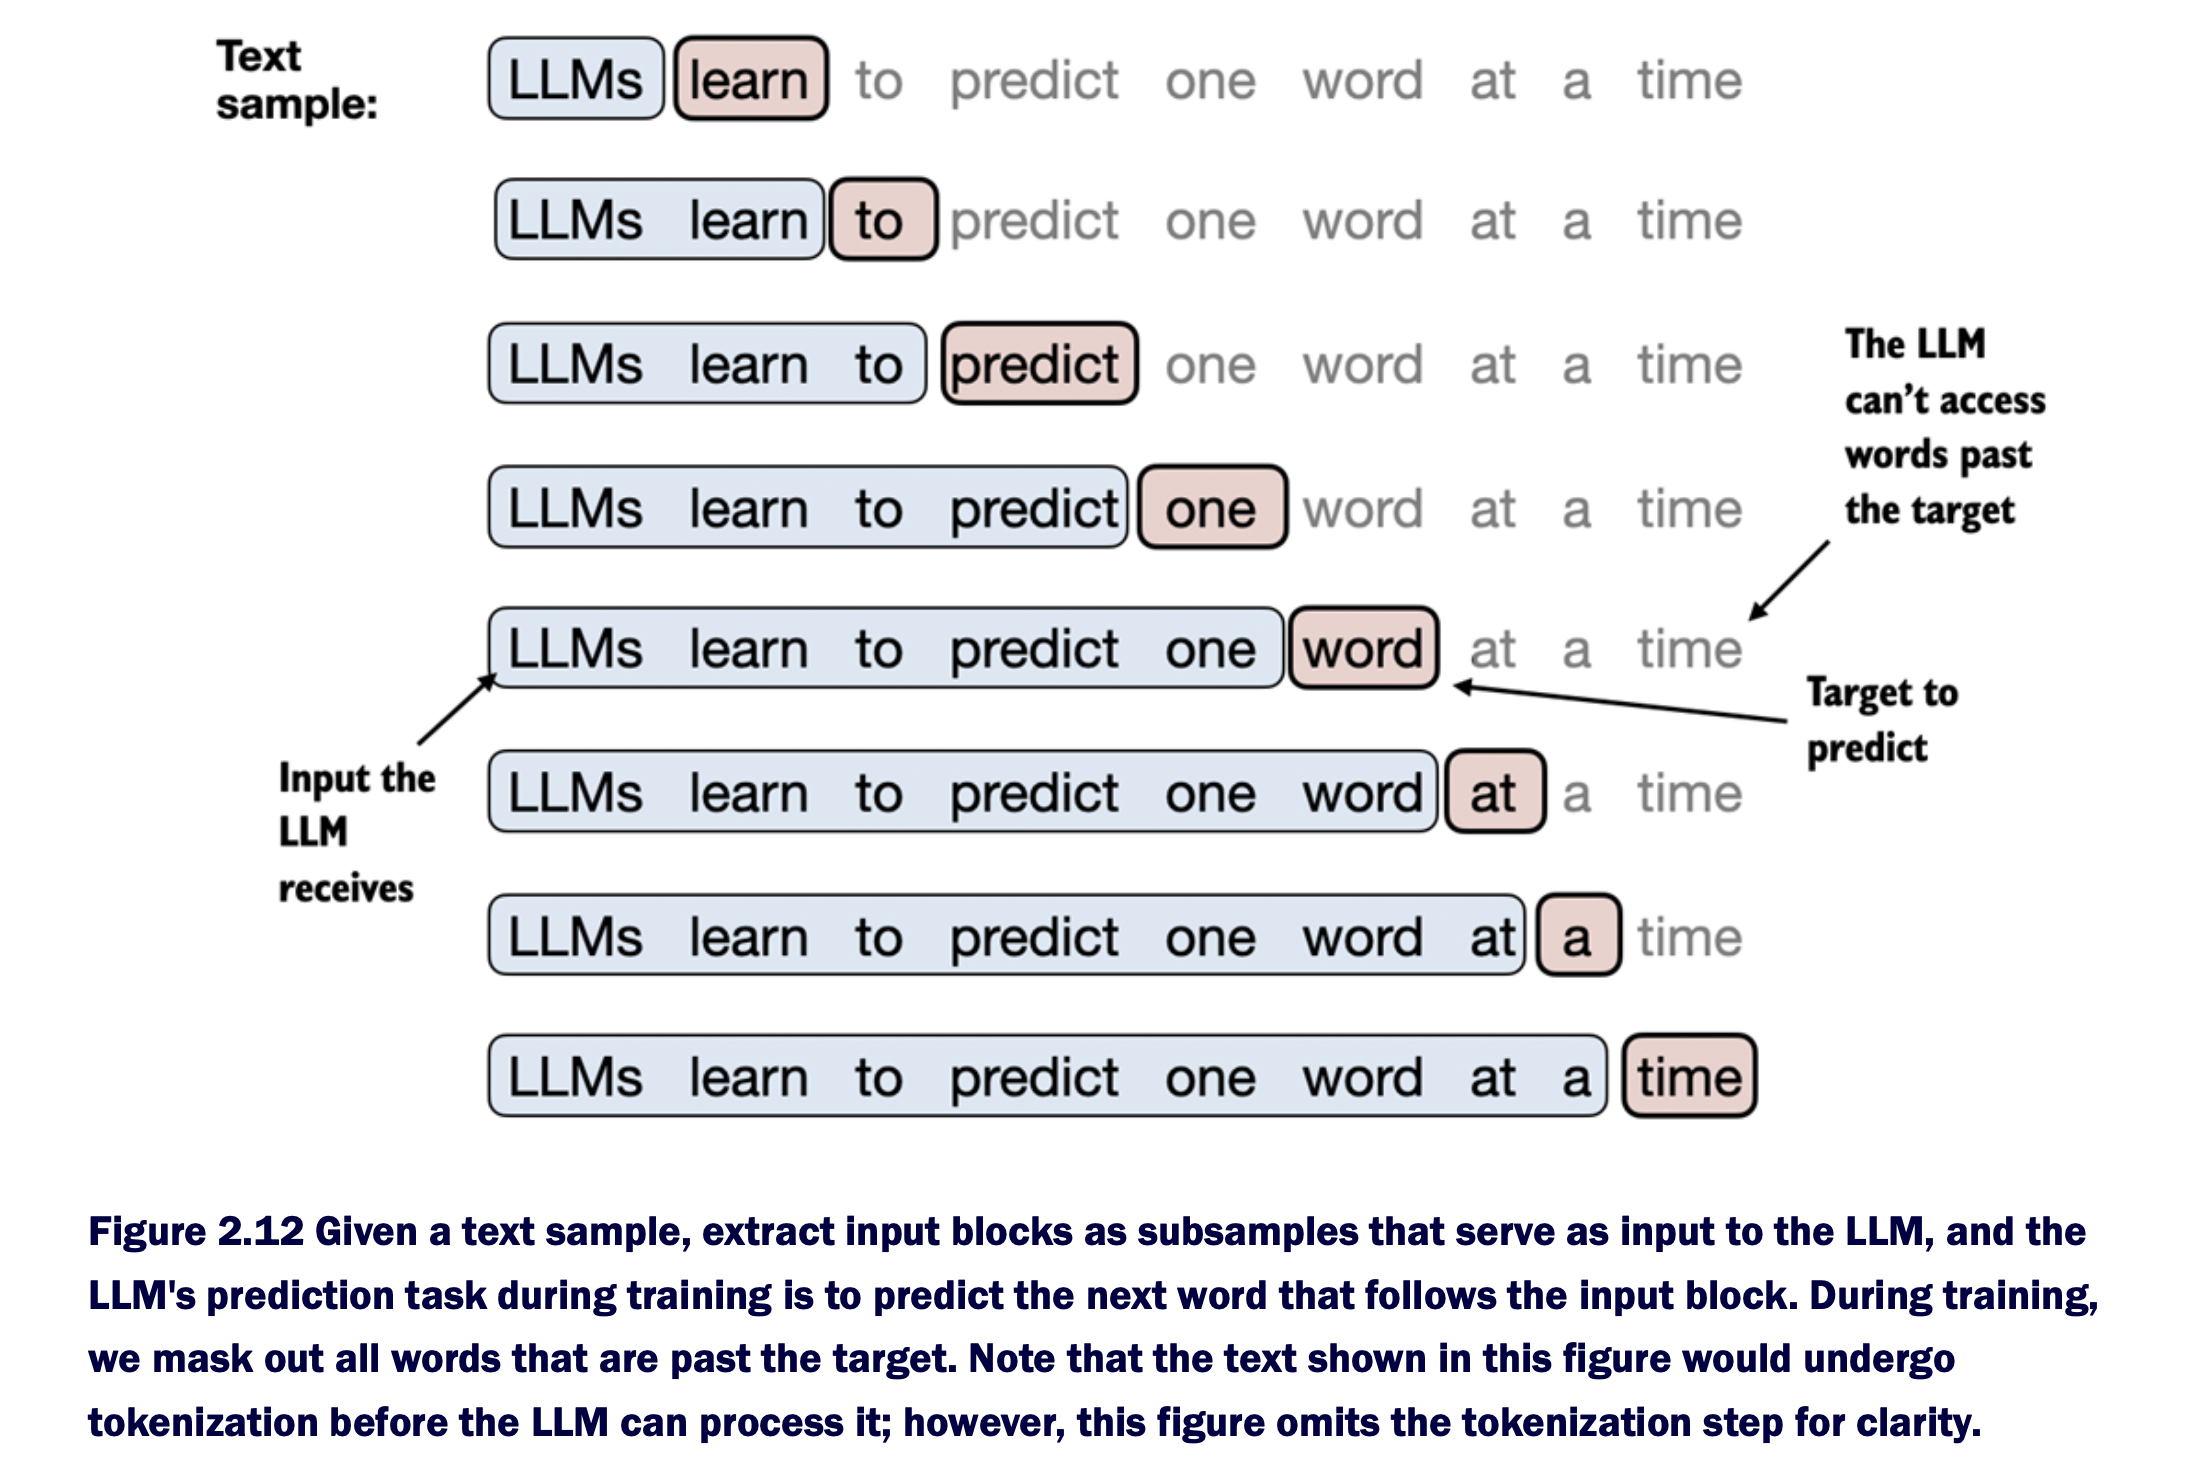 Text
sample:
LLMs learn to predict one word at a time
LLMs learn to predict one word at a time
LLMs learn to predict one word at a time
The LLM
can’t access
words past
the target
LLMs learn to predict one word at a time
LLMs learn to predict one word at a time
Target to
predict
Input the
LLM
receives
LLMs learn to predict one word at a time
LLMs learn to predict one word at a time
LLMs learn to predict one word at a time
Figure 2.12 Given a text sample, extract input blocks as subsamples that serve as input to the LLM, and the
LLM's prediction task during training is to predict the next word that follows the input block. During training,
we mask out all words that are past the target. Note that the text shown in this figure would undergo
tokenization before the LLM can process it; however, this figure omits the tokenization step for clarity.